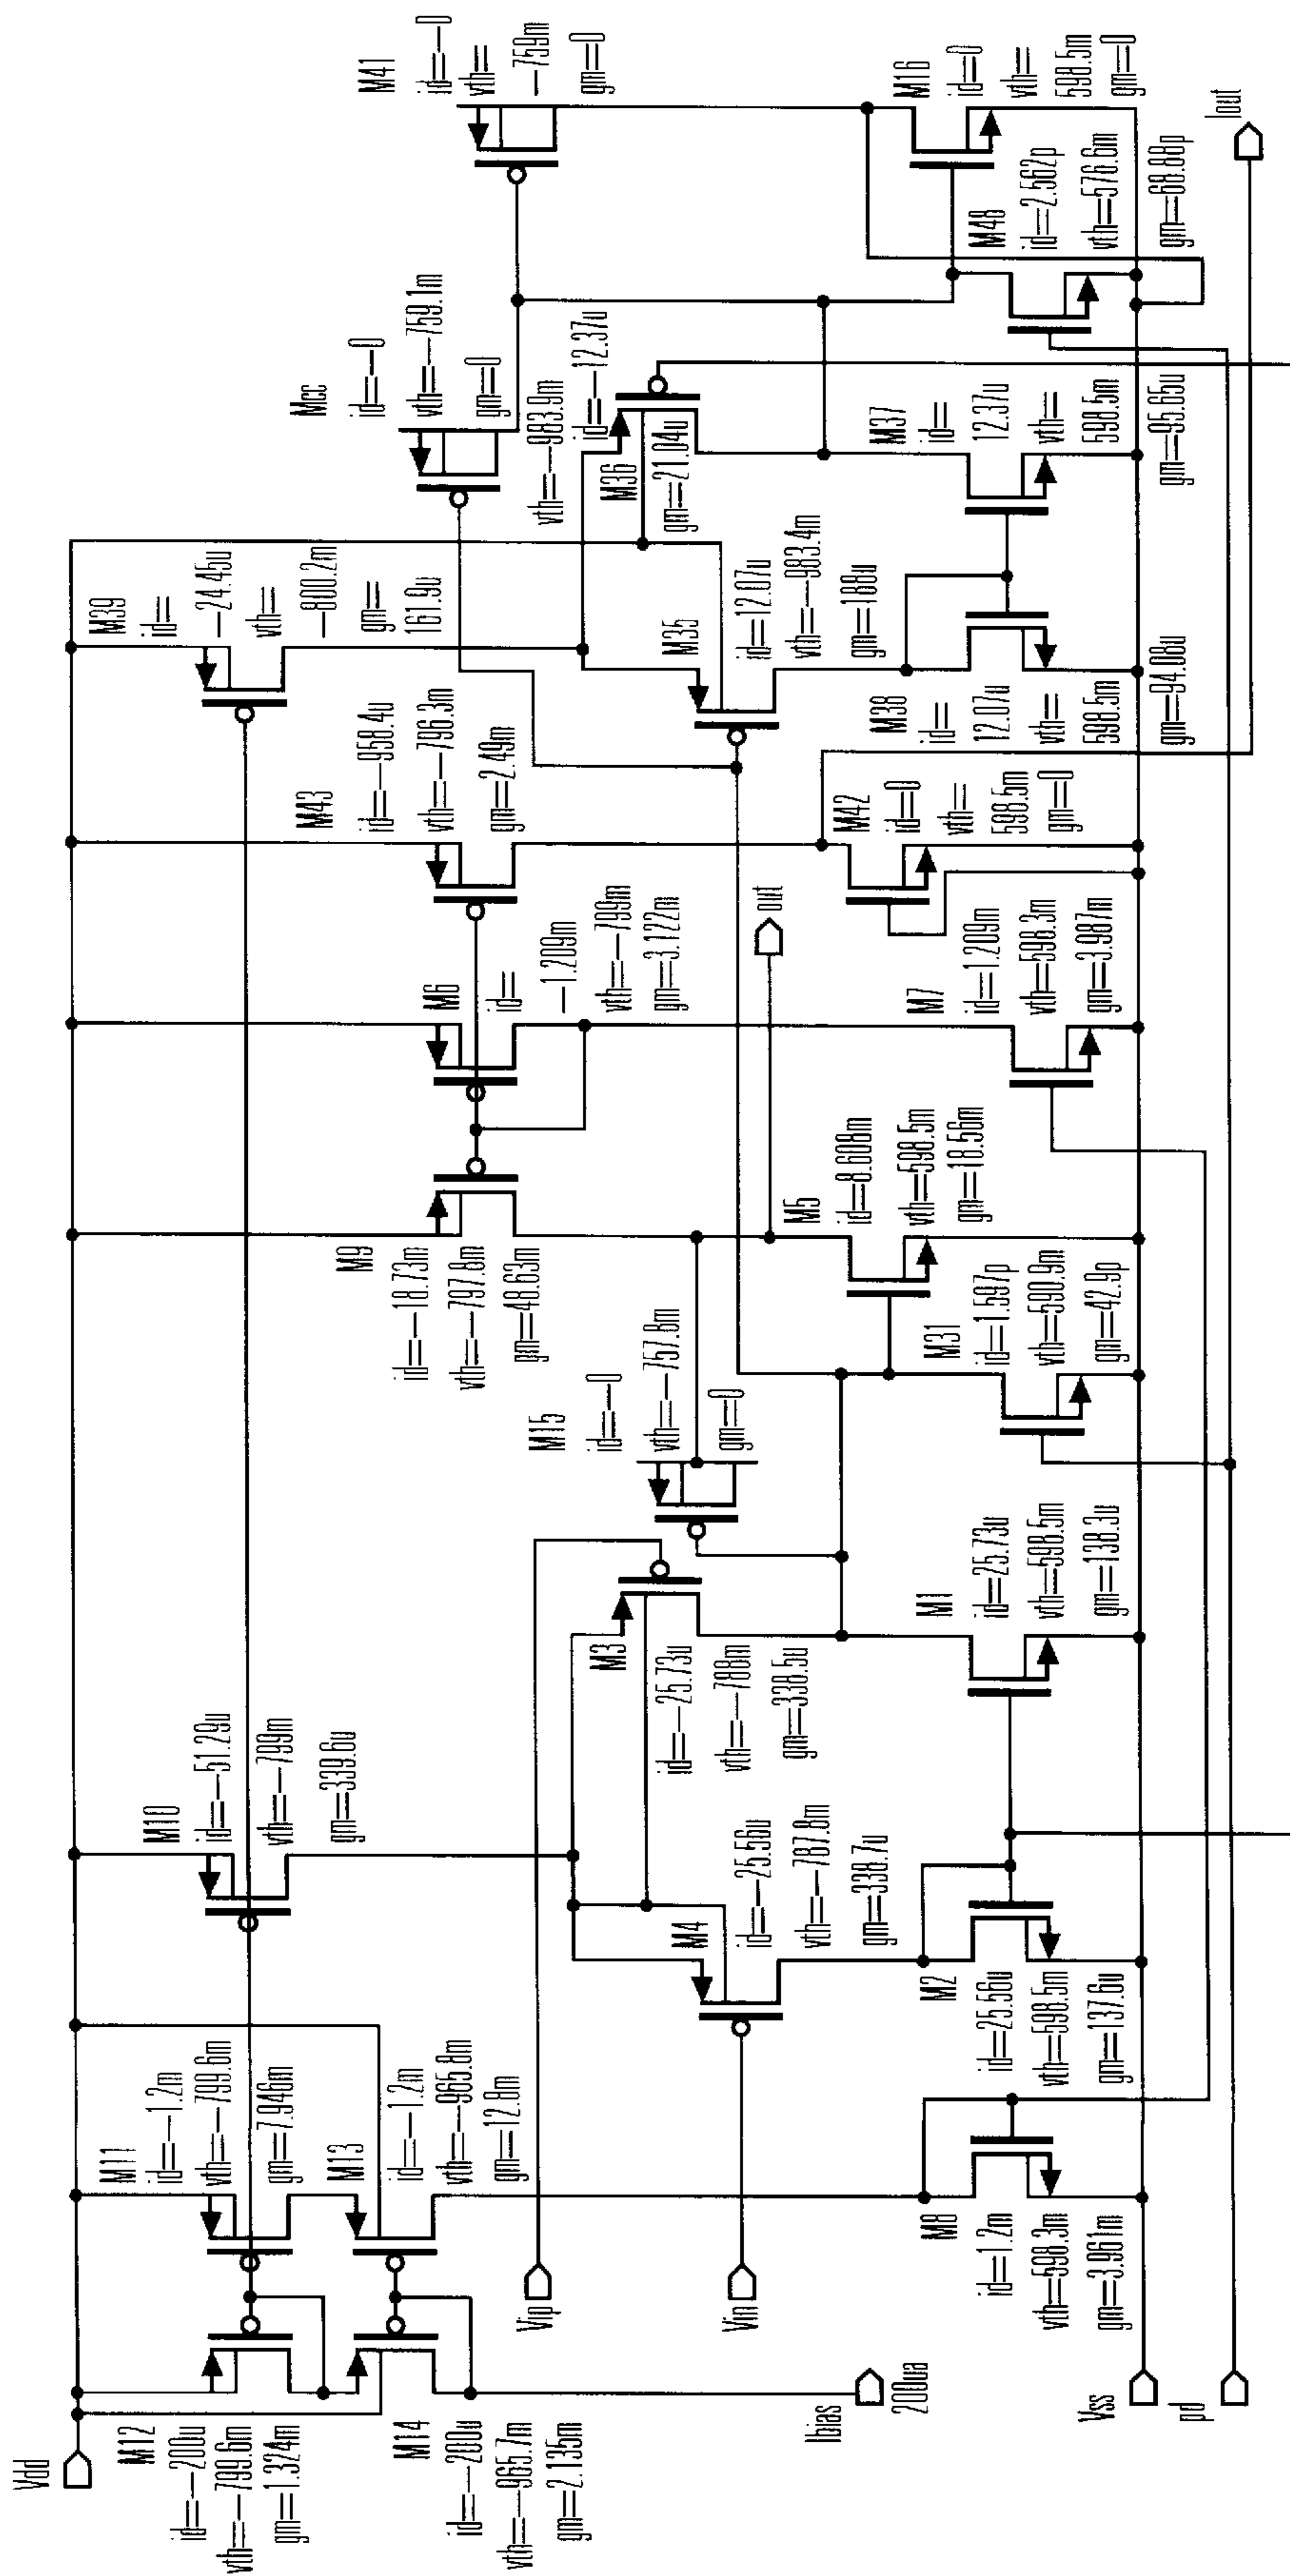 Vdd
M12
id=-200u
vth=-799.6m
gm=1.324m
M14
id=-200u
vth=-965.7m
gm=2.135m
Ibias
200ua
M11
id=-1.2m
vth=-799.6m
gm=7.946m
M13
id=-1.2m
vth=-965.8m
gm=12.8m
Vip
Vin
M8
id=1.2m
vth=598.3m
gm=3.961m
Vss
pd
M10
id=-51.29u
vth=-799m
gm=339.6u
M4
id=-25.56u
vth=-787.8m
gm=338.7u
M2
id=25.56u
vth=598.5m
gm=137.6u
M3
id=-25.73u
vth=-788m
gm=338.5u
M1
id=25.73u
vth=598.5m
gm=138.3u
M15
id=-0
vth=-757.8m
gm=0
M9
id=-18.73m
vth=-797.8m
gm=48.63m
M5
id=8.608m
vth=598.5m
gm=18.56m
M31
id=1.597p
vth=590.9m
gm=42.9p
M6
id=
-1.209m
vth=-799m
gm=3.122m
out
M7
id=1.209m
vth=598.3m
gm=3.987m
M43
id=-958.4u
vth=-796.3m
gm=2.49m
M42
id=0
vth=
598.5m
gm=0
M39
id=
-24.45u
vth=
-800.2m
gm=
161.9u
M35
id=12.07u
vth=-983.4m
gm=188u
M38
id=
12.07u
vth=
598.5m
gm=94.08u
Mcc
id=-0
vth=-759.1m
gm=0
vth=-983.9m
id=-12.37u
M36
gm=21.04u
M37
id=
12.37u
vth=
598.5m
gm=95.65u
M41
id=-0
vth=
-759m
gm=0
M16
id=0
vth=
598.5m
gm=0
M48
id=2.562p
vth=576.6m
gm=68.88p
Iout